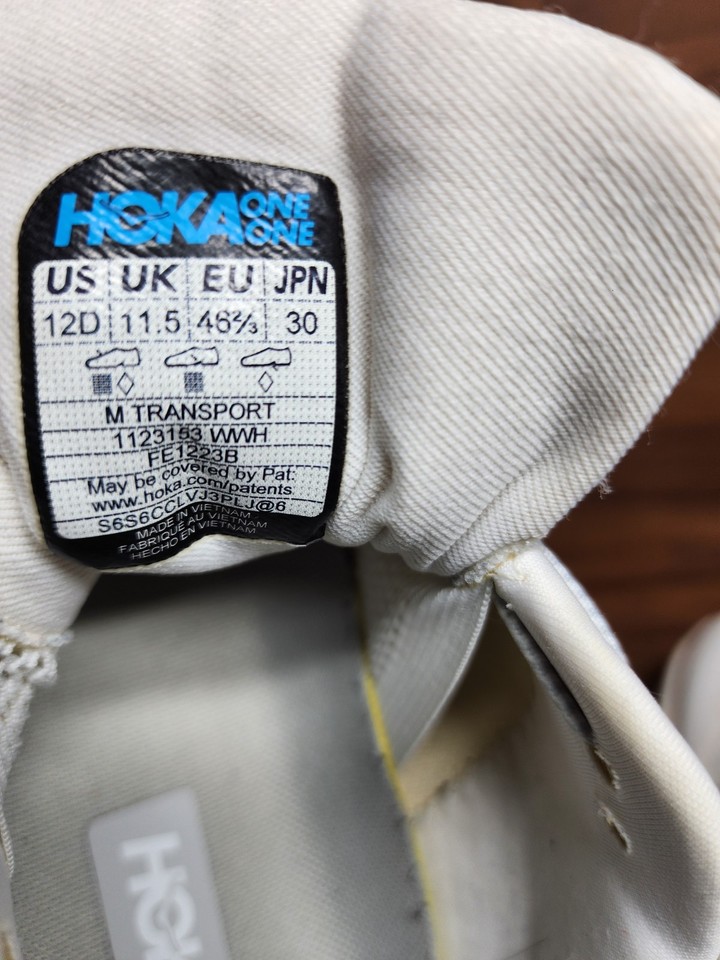 HOKA ONE ONE
US UK EU JPN
12D 11.5 46⅔ 30
M TRANSPORT
1123153 WWH
FE1223B
May be covered by Pat:
www.hoka.com/patents
S6S6CCLVJ3PLJ@6
MADE IN VIETNAM
FABRIQUE AU VIETNAM
HECHO EN VIETNAM
HO